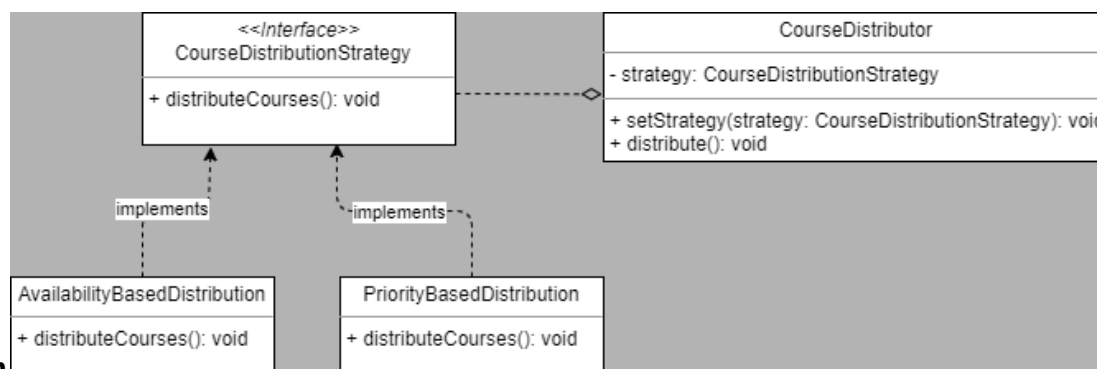 <<Interface>>
CourseDistributionStrategy
+ distributeCourses(): void
CourseDistributor
- strategy: CourseDistributionStrategy
+ setStrategy(strategy: CourseDistributionStrategy): void
+ distribute(): void
implements
implements
AvailabilityBasedDistribution
+ distributeCourses(): void
PriorityBasedDistribution
+ distributeCourses(): void